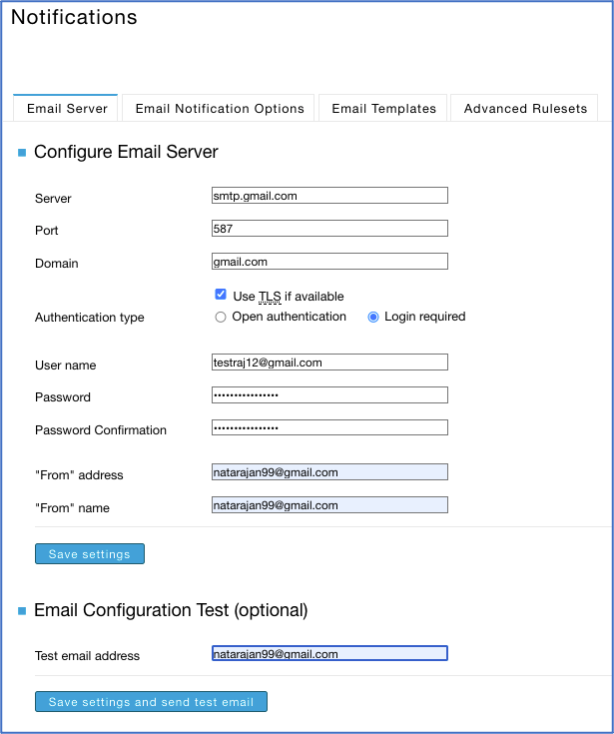 Notifications
Email Server Email Notification Options Email Templates Advanced Rulesets
Configure Email Server
Server smtp.gmail.com
Port 587
Domain gmail.com
Use TLS if available
Authentication type Open authentication Login required
User name testraj12@gmail.com
Password ••••••••••••••••
Password Confirmation ••••••••••••••••
"From" address natarajan99@gmail.com
"From" name natarajan99@gmail.com
Save settings
Email Configuration Test (optional)
Test email address natarajan99@gmail.com
Save settings and send test email